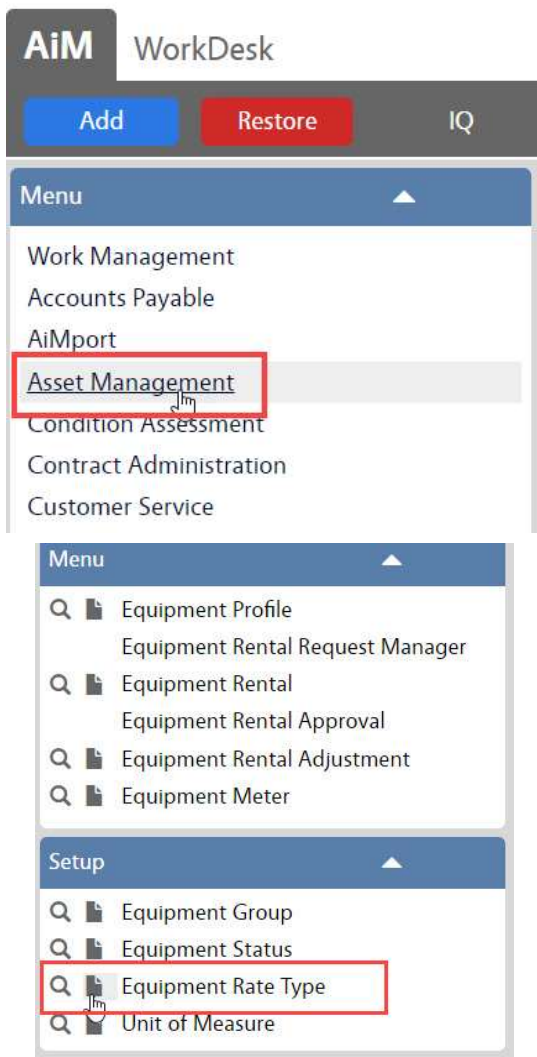 AiM WorkDesk
Add Restore IQ
Menu
Work Management
Accounts Payable
AiMport
Asset Management
Condition Assessment
Contract Administration
Customer Service
Menu
Equipment Profile
Equipment Rental Request Manager
Equipment Rental
Equipment Rental Approval
Equipment Rental Adjustment
Equipment Meter
Setup
Equipment Group
Equipment Status
Equipment Rate Type
Unit of Measure